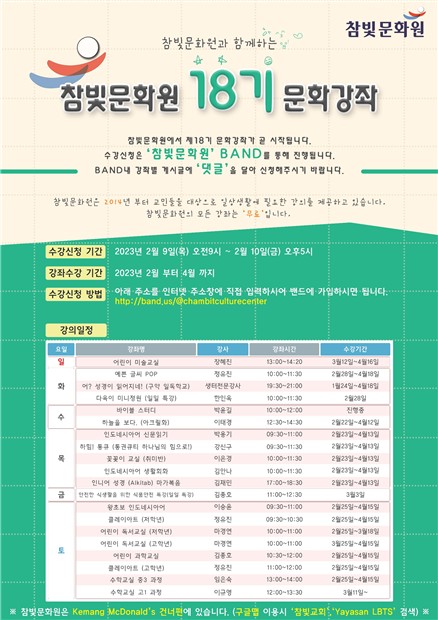 참빛문화원
참빛문화원과 함께하는
참빛문화원 18기 문화강좌
참빛문화원에서 제18기 문화강좌가 곧 시작됩니다.
수강신청은 '참빛문화원' BAND를 통해 진행됩니다.
BAND내 강좌별 게시글에 '댓글'을 달아 신청해주시기 바랍니다.
참빛문화원은 2014년 부터 교민들을 대상으로 일상생활에 필요한 강의를 제공하고 있습니다.
참빛문화원의 모든 강좌는 '무료'입니다.
수강신청 기간 2023년 2월 9일(목) 오전9시 ~ 2월 10일(금) 오후5시
강좌수강 기간 2023년 2월 부터 4월 까지
수강신청 방법 아래 주소를 인터넷 주소창에 직접 입력하시어 밴드에 가입하시면 됩니다.
http://band.us/@chambitculturecenter
강의일정
요일 강좌명 강사 강좌시간 수강기간
일 어린이 미술교실 장혜진 13:00~14:20 3월12일~4월16일
화 예쁜 글씨 POP 정유진 10:00~11:30 2월28일~4월18일
어? 성경이 읽어지네! (구약 일독학교) 생터전문강사 19:30~21:00 1월24일~4월18일
다육이 미니정원 (일일 특강) 한인옥 10:00~11:30 2월28일
수 바이블 스터디 박윤길 10:00~12:00 진행중
하늘을 보다. (아크릴화) 이태경 12:30~14:30 2월22일~4월12일
목 인도네시아어 신문읽기 박용기 09:30~11:00 2월23일~4월13일
하힘! 통큐 (통권큐티 하나님의 힘으로!) 강신구 09:30~11:30 2월23일~4월13일
꽃꽂이 교실 (취미반) 이은경 10:00~11:30 2월23일~4월13일
인도네시아어 생활회화 김안나 10:00~11:30 2월23일~4월13일
인니어 성경 (Alkitab) 마가복음 김재민 17:00~18:30 2월23일~4월13일
금 안전한 식생활을 위한 식품안전 특강(일일 특강) 김종호 11:00~12:30 3월3일
토 왕초보 인도네시아어 이승윤 09:30~11:00 2월25일~4월15일
클레이아트 (저학년) 정유진 09:30~10:30 2월25일~4월15일
어린이 독서교실 (저학년) 마경연 09:00~10:00 2월25일~4월8일
어린이 독서교실 (고학년) 마경연 10:00~11:00 2월25일~4월15일
어린이 과학교실 김종호 10:30~12:30 2월25일~4월15일
클레이아트 (고학년) 정유진 11:00~12:00 2월25일~4월15일
수학교실 중3 과정 임은숙 13:00~14:00 2월25일~4월15일
수학교실 고1 과정 이규영 12:00~13:30 3월11일~
※ 참빛문화원은 Kemang McDonald's 건너편에 있습니다. (구글맵 이용시 '참빛교회','Yayasan LBTS' 검색) ※